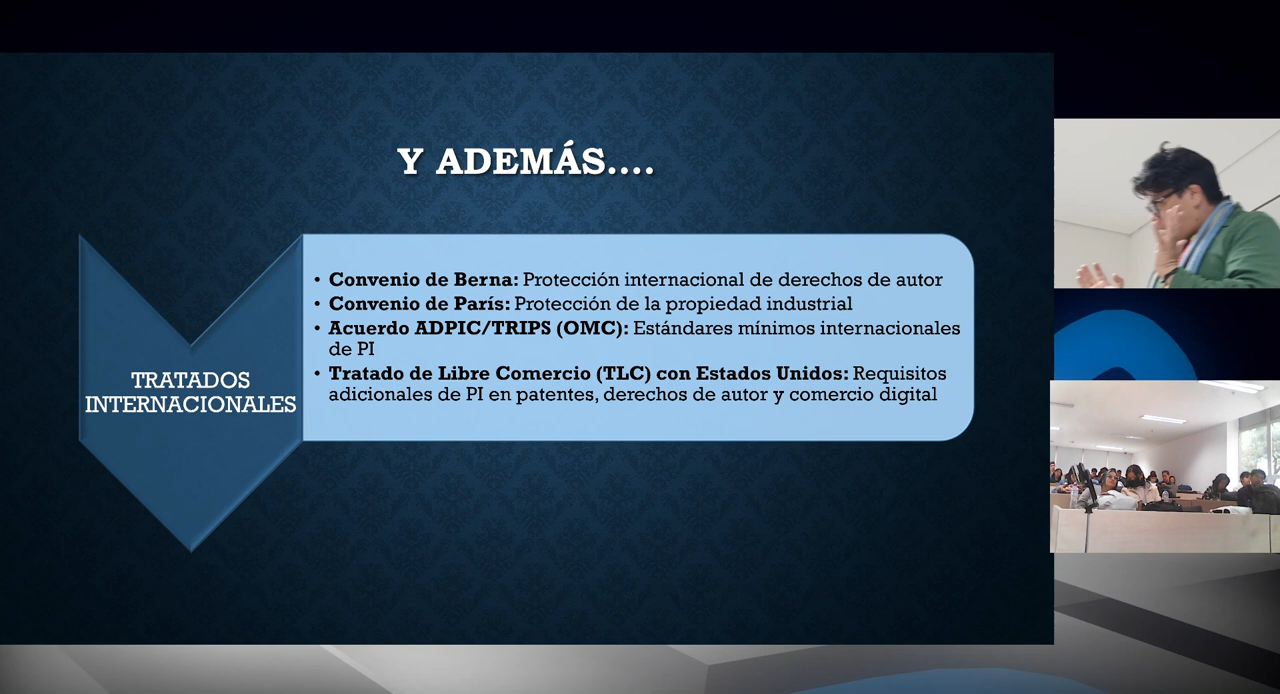 Y ADEMÁS....
TRATADOS
INTERNACIONALES
• Convenio de Berna: Protección internacional de derechos de autor
• Convenio de París: Protección de la propiedad industrial
• Acuerdo ADPIC/TRIPS (OMC): Estándares mínimos internacionales
de PI
• Tratado de Libre Comercio (TLC) con Estados Unidos: Requisitos
adicionales de PI en patentes, derechos de autor y comercio digital